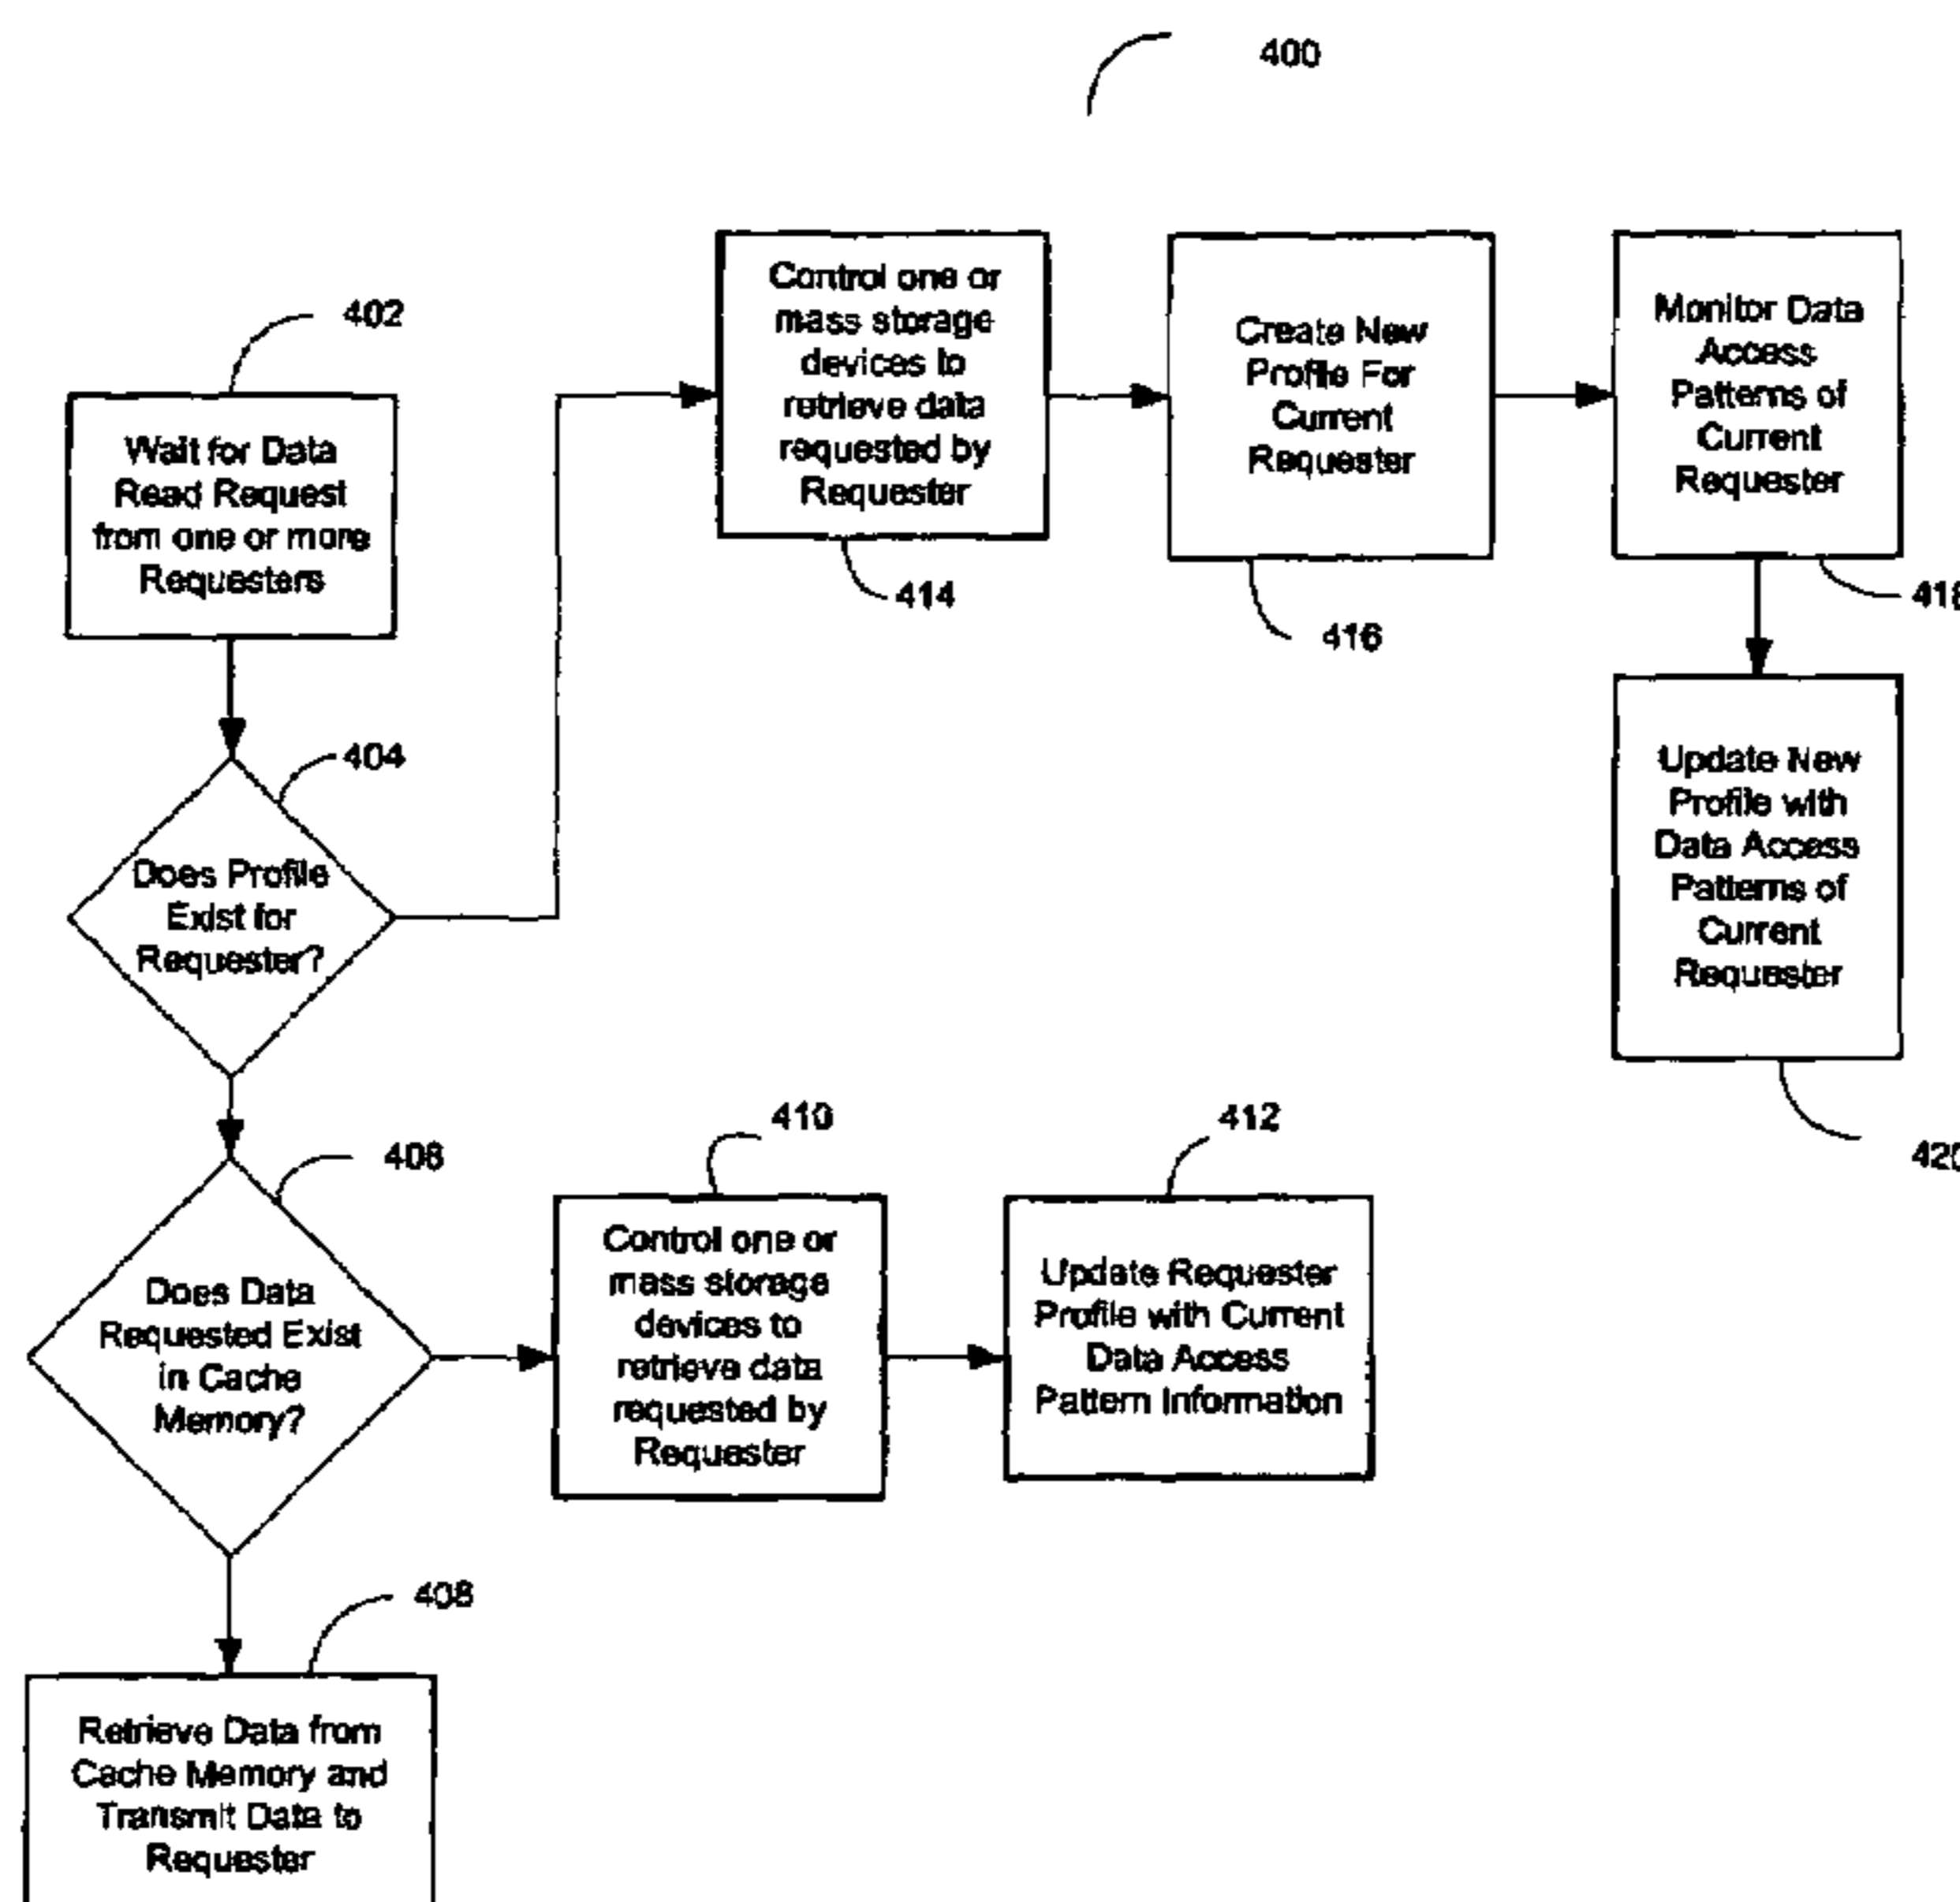 400
402
Wait for Data
Read Request
from one or more
Requesters
Control one or
mass storage
devices to
retrieve data
requested by
Requester
414
Create New
Profile For
Current
Requester
416
Monitor Data
Access
Patterns of
Current
Requester
404
Does Profile
Exist for
Requester?
Update New
Profile with
Data Access
Patterns of
Current
Requester
Does Data
Requested Exist
in Cache
Memory?
410
Control one or
mass storage
devices to
retrieve data
requested by
Requester
412
Update Requester
Profile with Current
Data Access
Pattern Information
408
Retrieve Data from
Cache Memory and
Transmit Data to
Requester